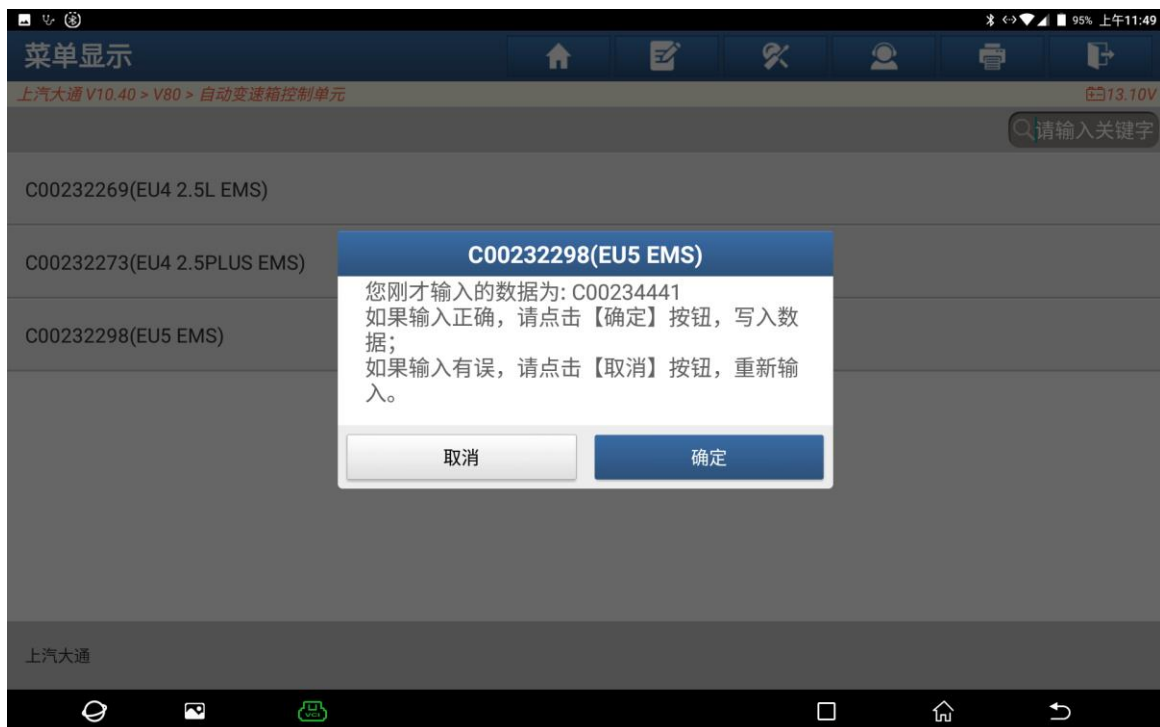 95% 上午11:49
菜单显示
上汽大通 V10.40 > V80 > 自动变速箱控制单元
13.10V
请输入关键字
C00232269(EU4 2.5L EMS)
C00232273(EU4 2.5PLUS EMS)
C00232298(EU5 EMS)
C00232298(EU5 EMS)
您刚才输入的数据为: C00234441
如果输入正确，请点击【确定】按钮，写入数
据；
如果输入有误，请点击【取消】按钮，重新输
入。
取消
确定
上汽大通
VCI